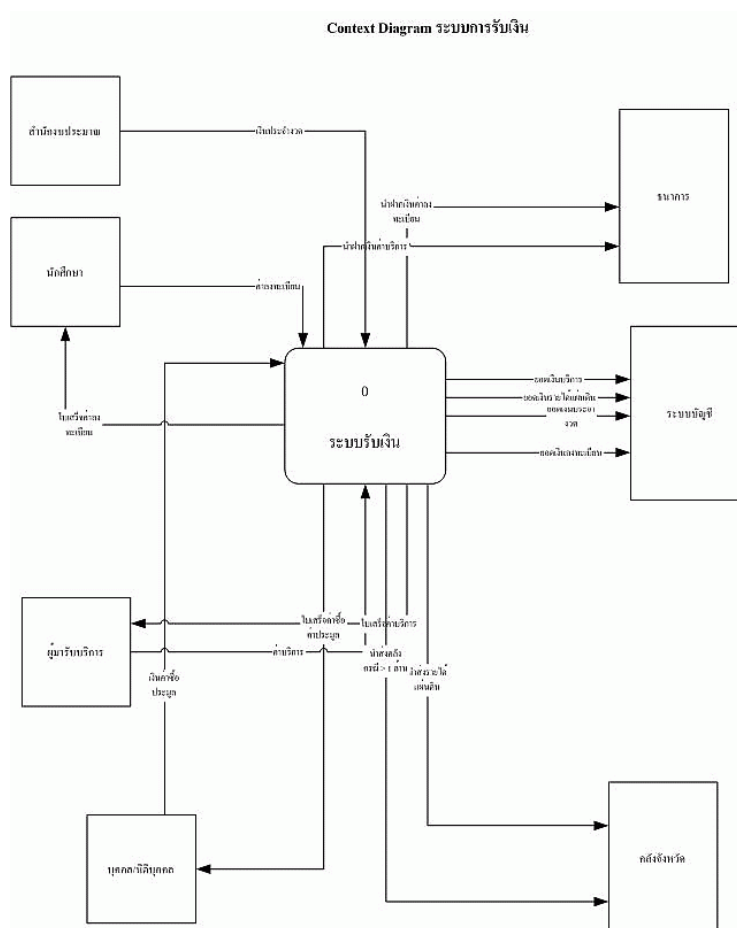 Context Diagram ระบบการรับเงิน
สำนักงบประมาณ
เงินประจำงวด
ธนาคาร
นำฝากเงินค่าลง
ทะเบียน
นำฝากเงินค่าบริการ
นักศึกษา
ค่าลงทะเบียน
ใบเสร็จค่าลง
ทะเบียน
0
ระบบรับเงิน
ยอดเงินบริการ
ยอดเงินรายได้แผ่นดิน
ยอดเงินประจำ
งวด
ยอดเงินลงทะเบียน
ระบบบัญชี
ผู้มารับบริการ
ใบเสร็จค่าซื้อ
ค่าประมูล
ใบเสร็จค่าบริการ
ค่าบริการ
นำส่งคลัง
กรณี > 1 ล้าน
นำส่งรายได้
แผ่นดิน
เงินค่าซื้อ
ประมูล
บุคคล/นิติบุคคล
คลังจังหวัด